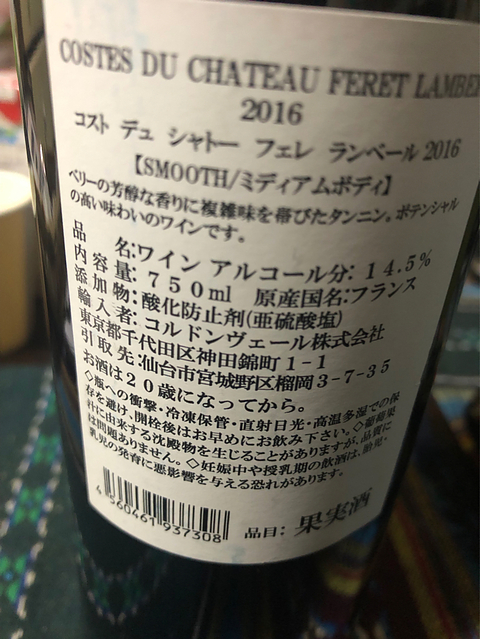 COSTES DU CHATEAU FERET LAMBE
2016
コスト デュ シャトー フェレ ランベール 2016
【SMOOTH/ミディアムボディ】
ベリーの芳醇な香りに複雑味を帯びたタンニン。ポテンシャル
の高い味わいのワインです。
品 名:ワイン アルコール分:14.5%
内容量:750ml 原産国名:フランス
添加物:酸化防止剤(亜硫酸塩)
輸入者:コルドンヴェール株式会社
東京都千代田区神田錦町1-1
引取先:仙台市宮城野区榴岡3-7-35
お酒は20歳になってから。
◇瓶への衝撃・冷凍保管・直射日光・高温多湿での保
存を避け、開栓後はお早めにお飲み下さい。◇葡萄果
汁に由来する沈殿物を生じることがありますが、品質に
は問題ありません。◇妊娠中や授乳期の飲酒は、胎児・
乳児の発育に悪影響を与える恐れがあります。
4560461937308
品目: 果実酒